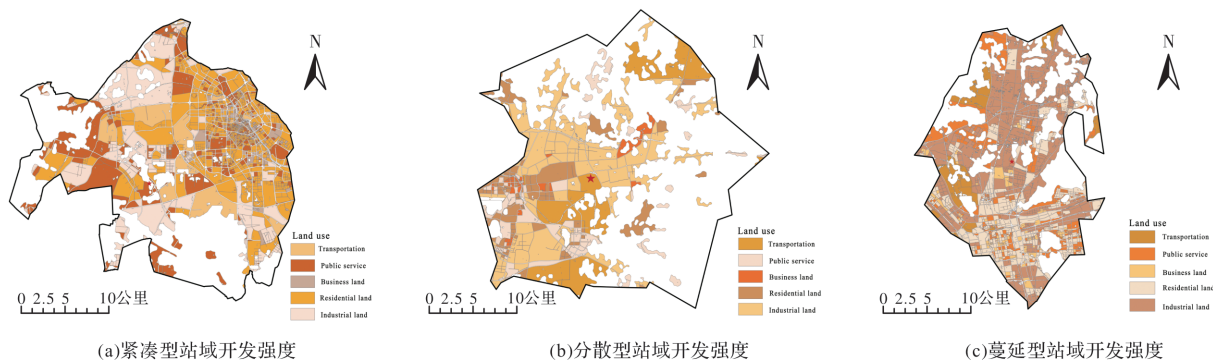 N
Land use
Transportation
Public service
Business land
Residential land
Industrial land
0 2.5 5 10公里
(a)紧凑型站域开发强度
N
Land use
Transportation
Public service
Business land
Residential land
Industrial land
0 2.5 5 10公里
(b)分散型站域开发强度
N
Land use
Transportation
Public service
Business land
Residential land
Industrial land
0 2.5 5 10公里
(c)蔓延型站域开发强度